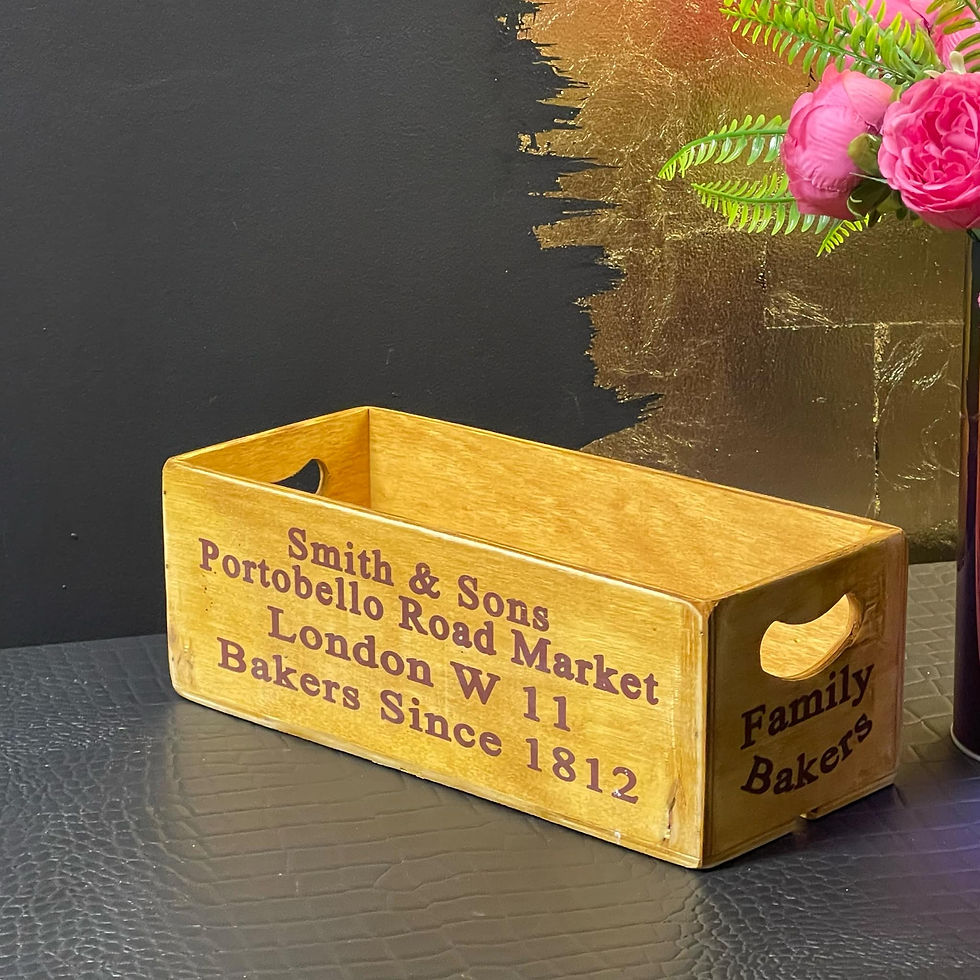 Smith & Sons
Portobello Road Market
London W 11
Bakers Since 1812
Family
Bakers